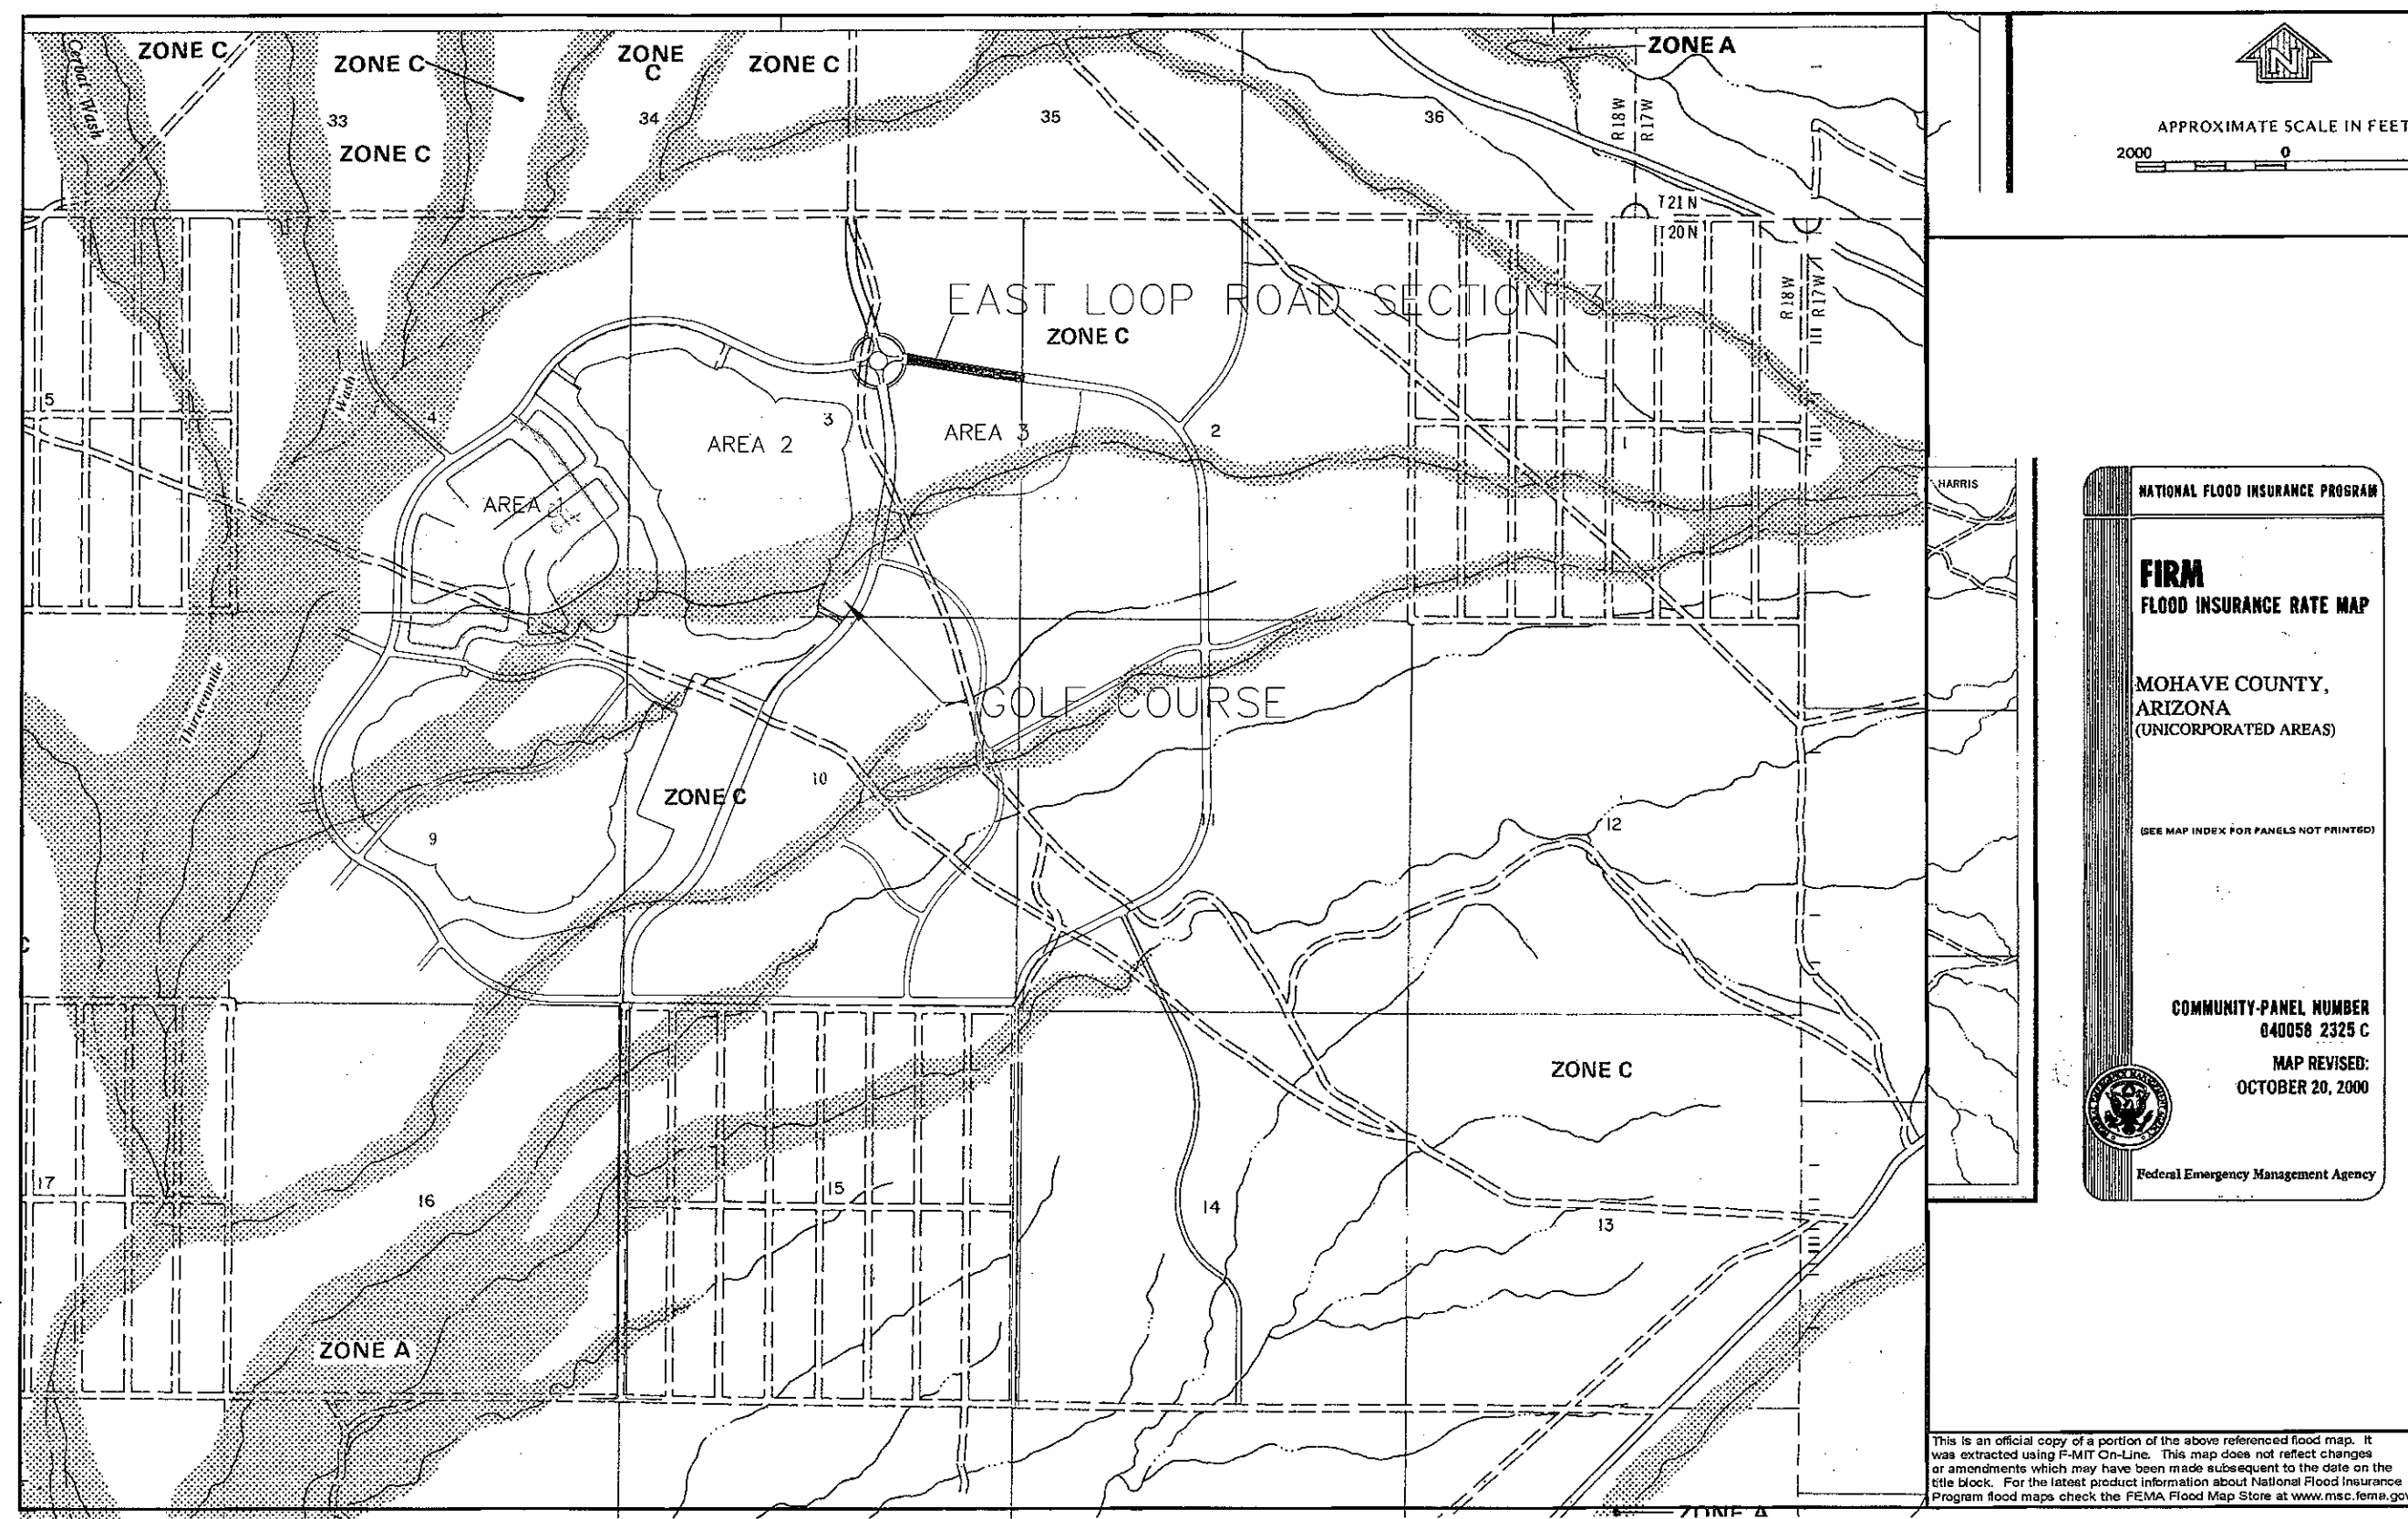 ZONE C
ZONE C
ZONE
C
ZONE C
ZONE A
Cerbat Wash
33
34
35
36
ZONE C
R18W
R17W
T21N
T20N
R18W
R17W
EAST LOOP ROAD SECTION 3
ZONE C
5
4
3
2
1
Wash
AREA 2
AREA 3
AREA 1
Thirteenmile
GOLF COURSE
10
ZONE C
9
11
12
C
ZONE C
17
16
15
14
13
ZONE A
ZONE A
HARRIS
N
APPROXIMATE SCALE IN FEET
2000
0
NATIONAL FLOOD INSURANCE PROGRAM
FIRM
FLOOD INSURANCE RATE MAP
MOHAVE COUNTY,
ARIZONA
(UNICORPORATED AREAS)
(SEE MAP INDEX FOR PANELS NOT PRINTED)
COMMUNITY-PANEL NUMBER
040058 2325 C
MAP REVISED:
OCTOBER 20, 2000
Federal Emergency Management Agency
This is an official copy of a portion of the above referenced flood map. It
was extracted using F-MIT On-Line. This map does not reflect changes
or amendments which may have been made subsequent to the date on the
title block. For the latest product information about National Flood Insurance
Program flood maps check the FEMA Flood Map Store at www.msc.fema.gov